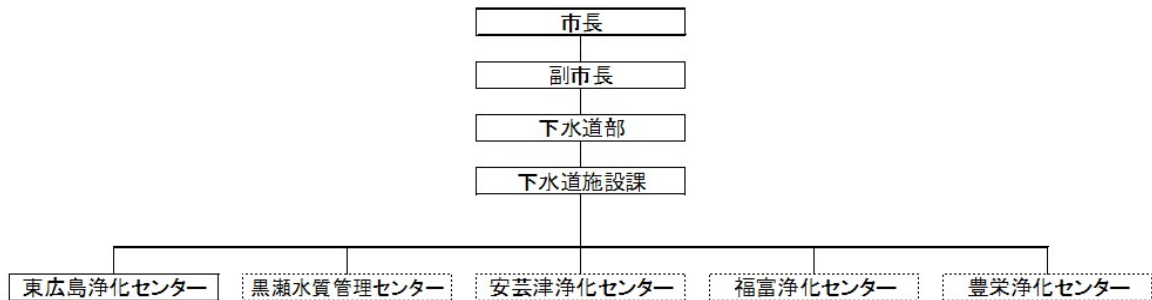 市長
副市長
下水道部
下水道施設課
東広島浄化センター
黒瀬水質管理センター
安芸津浄化センター
福富浄化センター
豊栄浄化センター